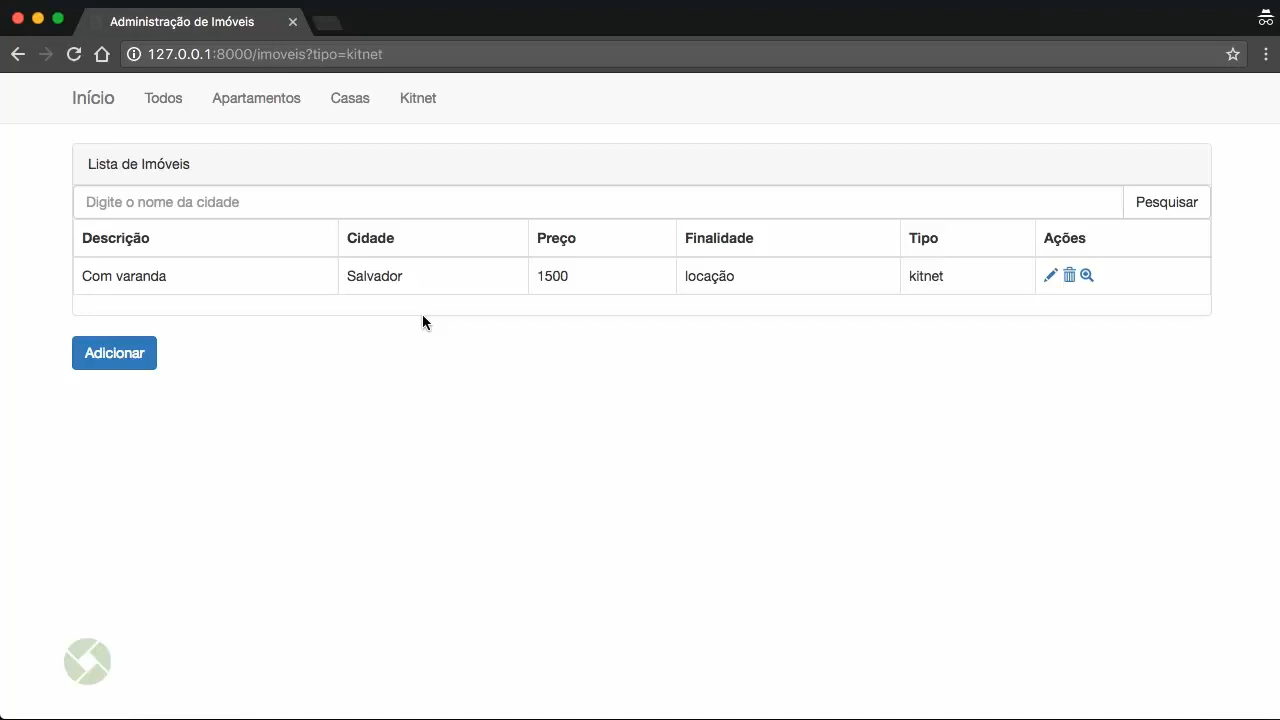 Administração de Imóveis
127.0.0.1:8000/imoveis?tipo=kitnet
Início Todos Apartamentos Casas Kitnet
Lista de Imóveis
Digite o nome da cidade Pesquisar
Descrição Cidade Preço Finalidade Tipo Ações
Com varanda Salvador 1500 locação kitnet
Adicionar